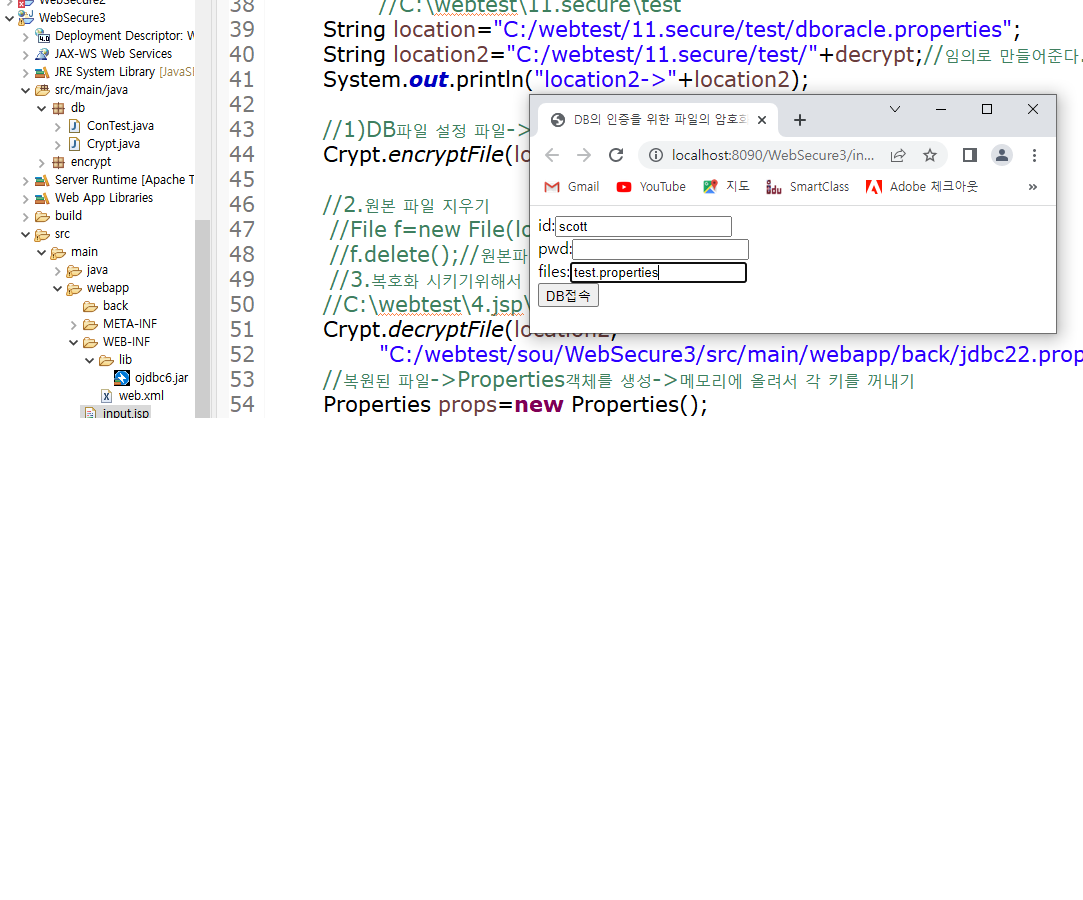 WebSecure2
WebSecure3
Deployment Descriptor: W
JAX-WS Web Services
JRE System Library [JavaS
src/main/java
db
ConTest.java
Crypt.java
encrypt
Server Runtime [Apache T
Web App Libraries
build
src
main
java
webapp
back
META-INF
WEB-INF
lib
ojdbc6.jar
web.xml
input.jsp
38 //C:\webtest\11.secure\test
39 String location="C:/webtest/11.secure/test/dboracle.properties";
40 String location2="C:/webtest/11.secure/test/"+decrypt;//임의로 만들어준다.
41 System.out.println("location2->"+location2);
42
43 //1)DB파일 설정 파일->
44 Crypt.encryptFile(lo
45
46 //2.원본 파일 지우기
47 //File f=new File(lo
48 //f.delete();//원본파
49 //3.복호화 시키기위해서
50 //C:\webtest\4.jsp\
51 Crypt.decryptFile(location2,
52 "C:/webtest/sou/WebSecure3/src/main/webapp/back/jdbc22.prop
53 //복원된 파일->Properties객체를 생성->메모리에 올려서 각 키를 꺼내기
54 Properties props=new Properties();
DB의 인증을 위한 파일의 암호화
localhost:8090/WebSecure3/in...
Gmail YouTube 지도 SmartClass Adobe 체크아웃 »
id:scott
pwd:
files:test.properties
DB접속